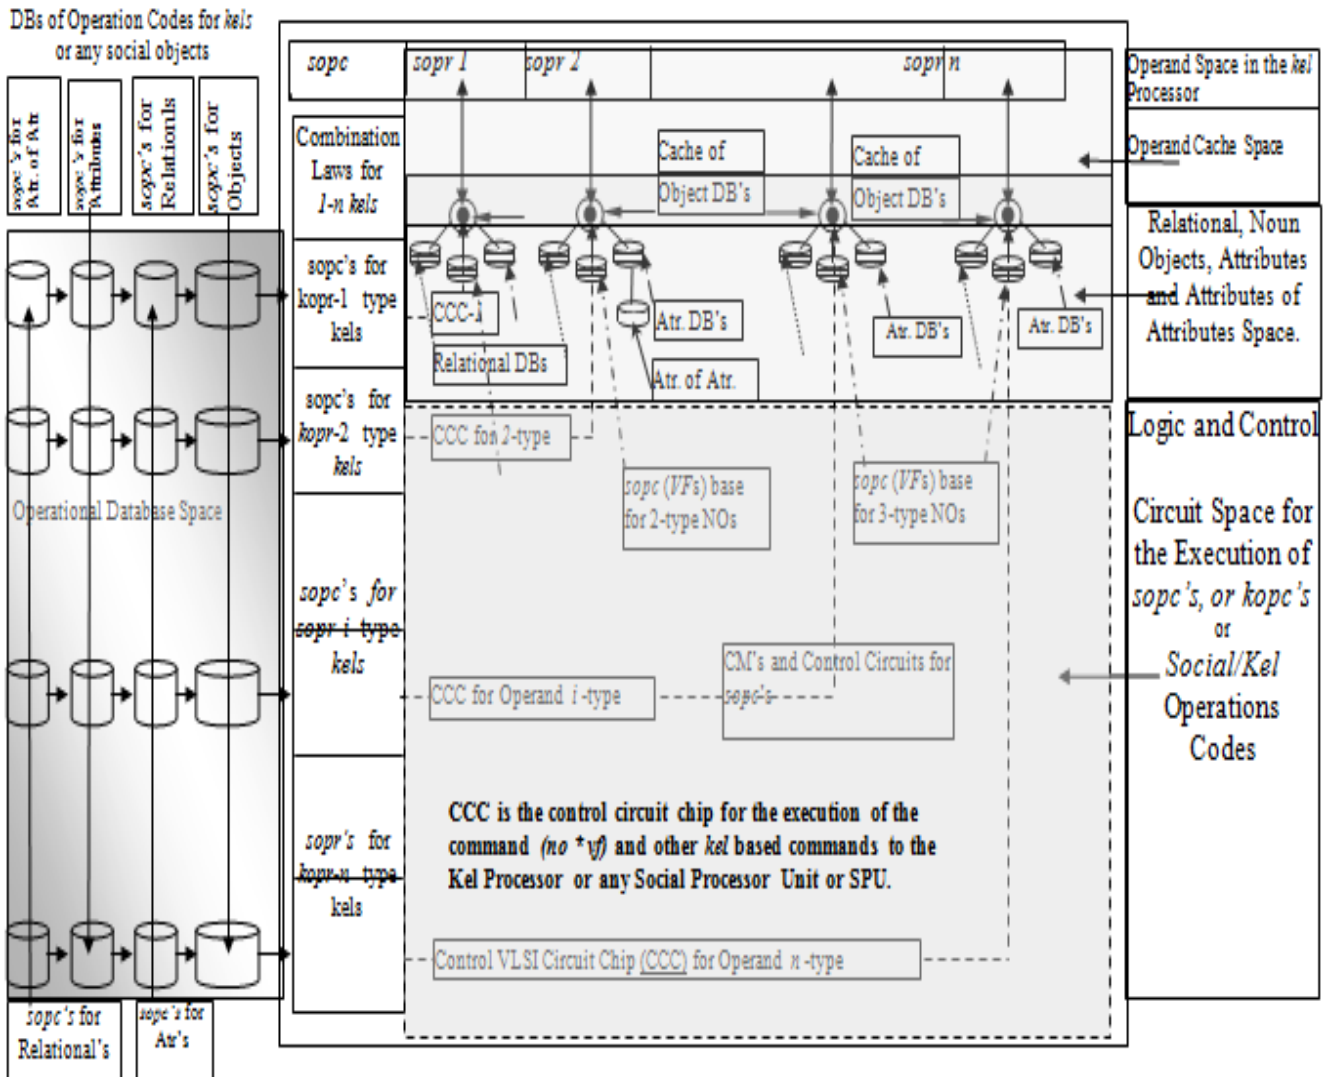 DBs of Operation Codes for kels
or any social objects
sopc's for
Atr. of Atr
sopc's for
Attributes
sopc's for
Relationls
sopc's for
Objects
sopc
sopr 1
sopr 2
sopr n
Operand Space in the kel
Processor
Operand Cache Space
Combination
Laws for
1-n kels
Cache of
Object DB's
Cache of
Object DB's
Relational, Noun
Objects, Attributes
and Attributes of
Attributes Space.
sopc's for
kopr-1 type
kels
CCC-1
Relational DBs
Atr. DB's
Atr. of Atr.
Atr. DB's
Atr. DB's
sopc's for
kopr-2 type
kels
CCC for 2-type
sopc (VFs) base
for 2-type NOs
sopc (VFs) base
for 3-type NOs
Logic and Control
Circuit Space for
the Execution of
sopc's, or kopc's
or
Social/Kel
Operations
Codes
Operational Database Space
sopc's for
sopr i type
kels
CCC for Operand i -type
CM's and Control Circuits for
sopc's
CCC is the control circuit chip for the execution of the
command (no * vf) and other kel based commands to the
Kel Processor or any Social Processor Unit or SPU.
sopr's for
kopr-n type
kels
Control VLSI Circuit Chip (CCC) for Operand n -type
sopc's for
Relational's
sopc's for
Atr's